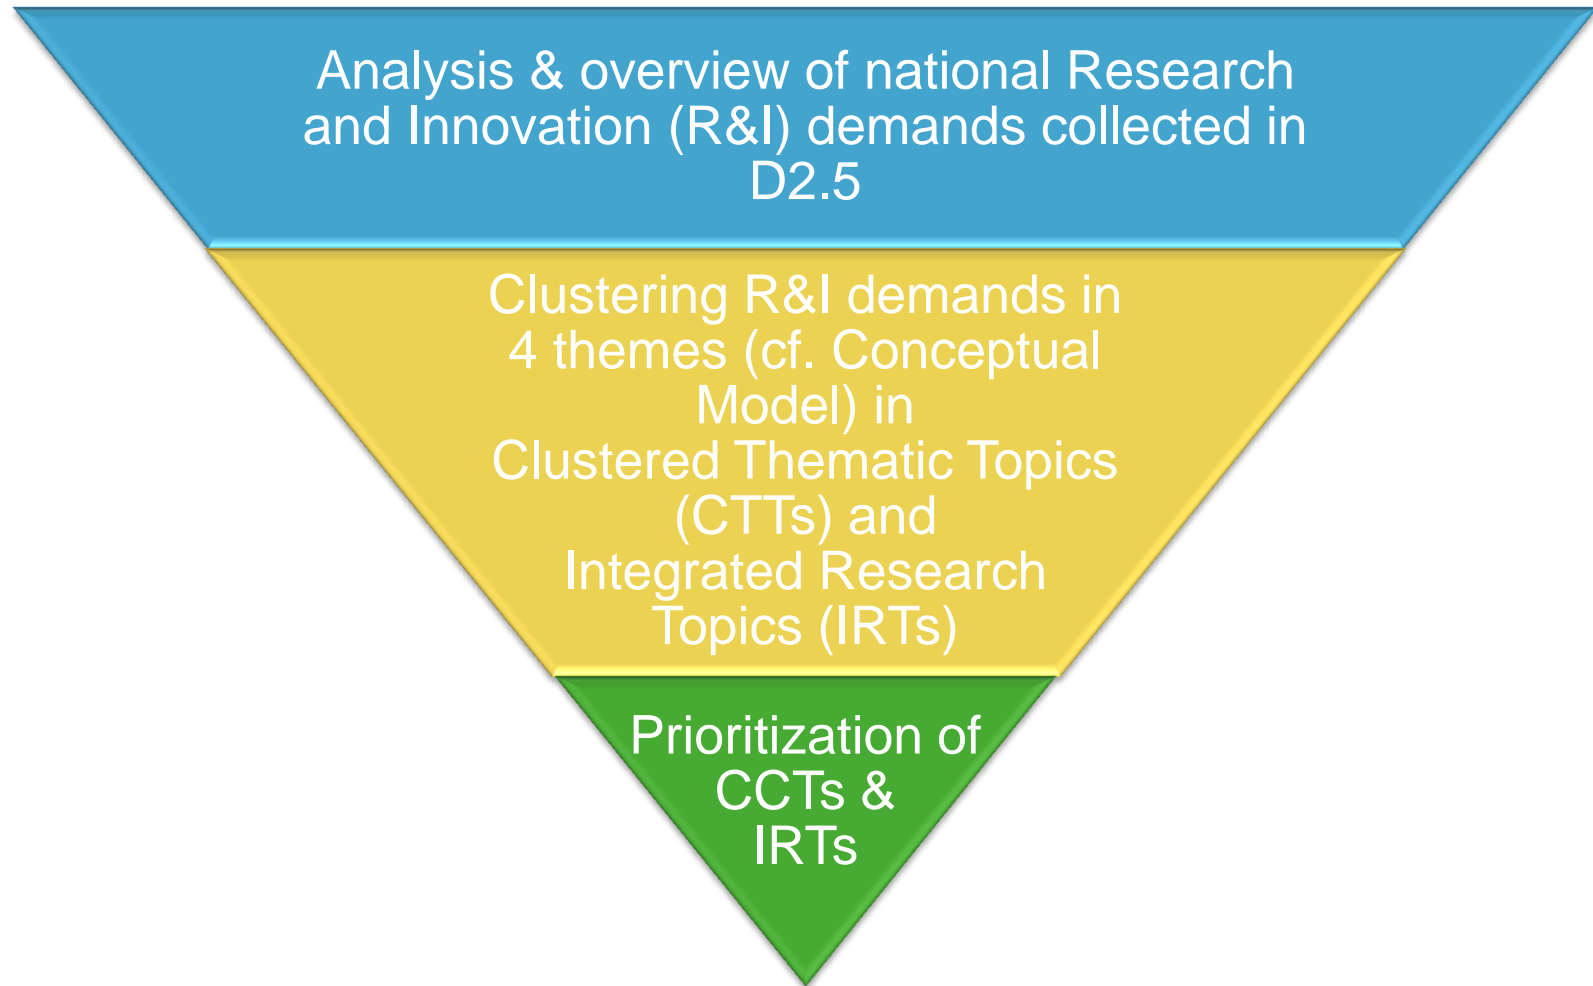 Analysis & overview of national Research
and Innovation (R&I) demands collected in
D2.5
Clustering R&I demands in
4 themes (cf. Conceptual
Model) in
Clustered Thematic Topics
(CTTs) and
Integrated Research
Topics (IRTs)
Prioritization of
CCTs &
IRTs